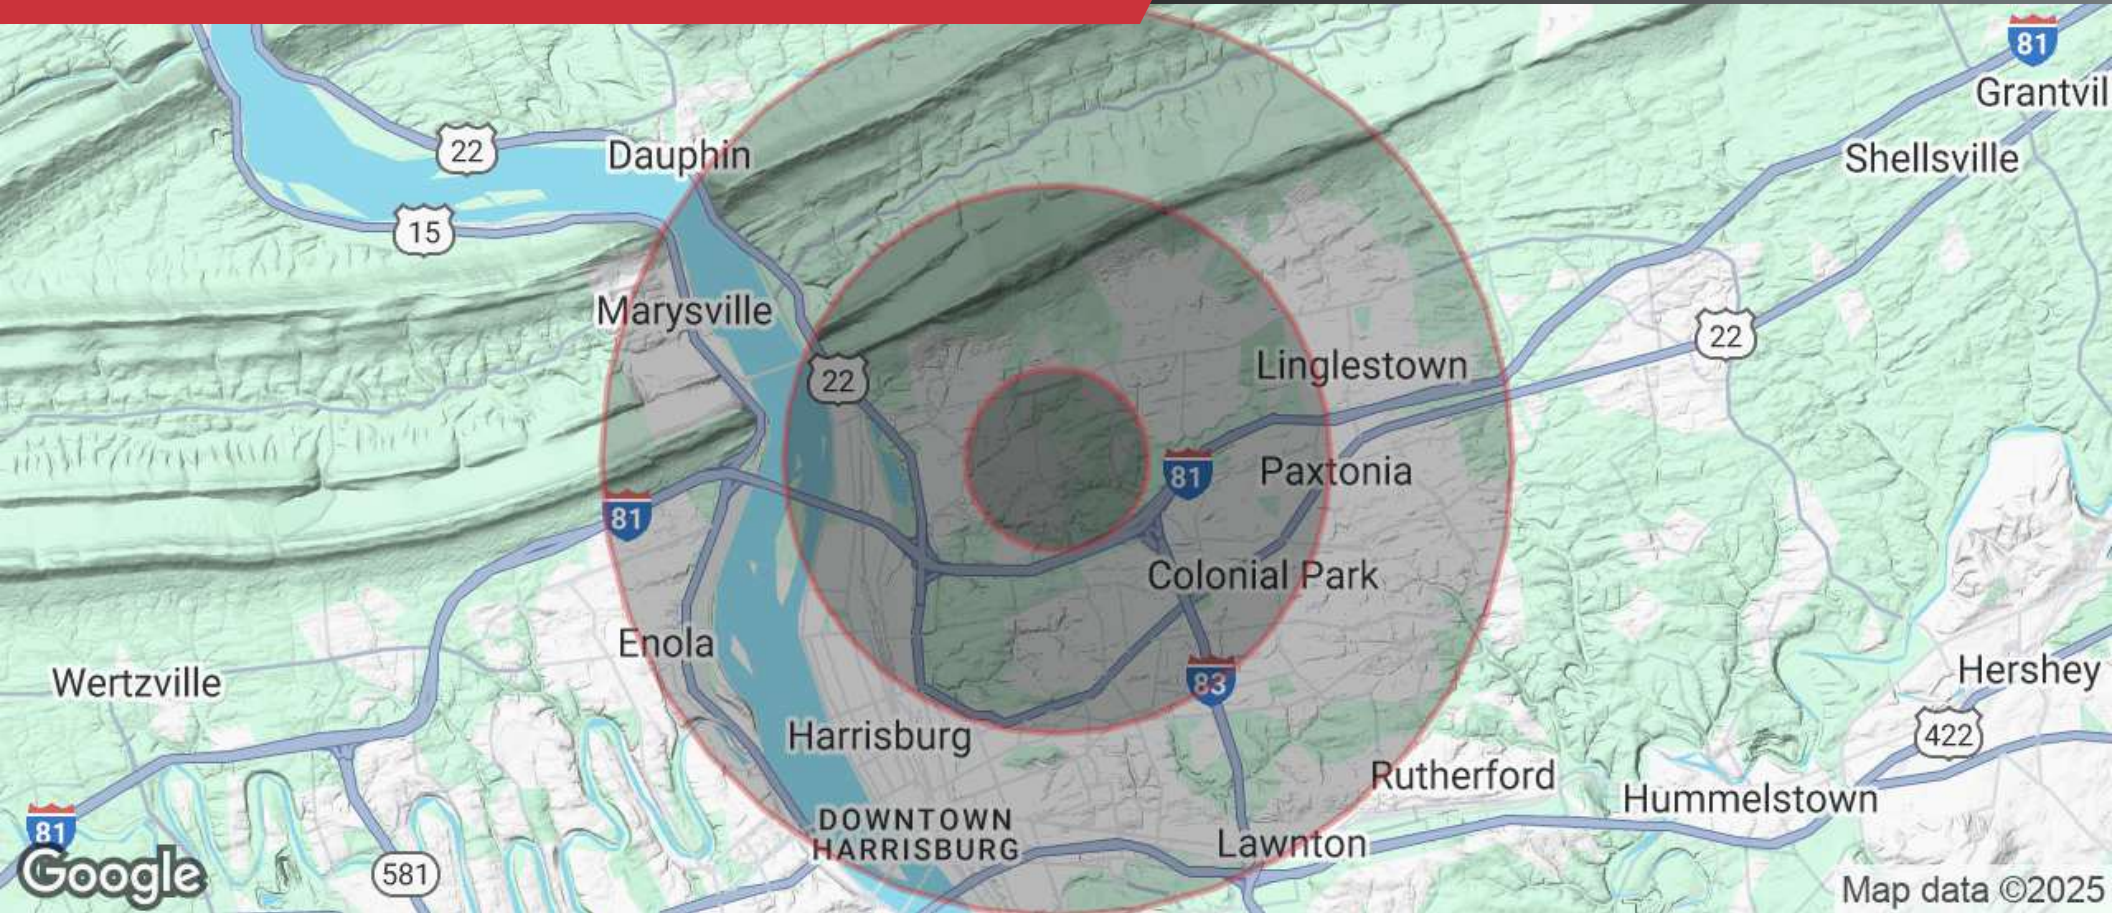 81
Grantvil
22
Dauphin
Shellsville
15
Marysville
22
22
Linglestown
81
Paxtonia
81
Colonial Park
Enola
Wertzville
83
Hershey
Harrisburg
422
Rutherford
Hummelstown
DOWNTOWN
HARRISBURG
81
Lawnton
581
Google
Map data ©2025